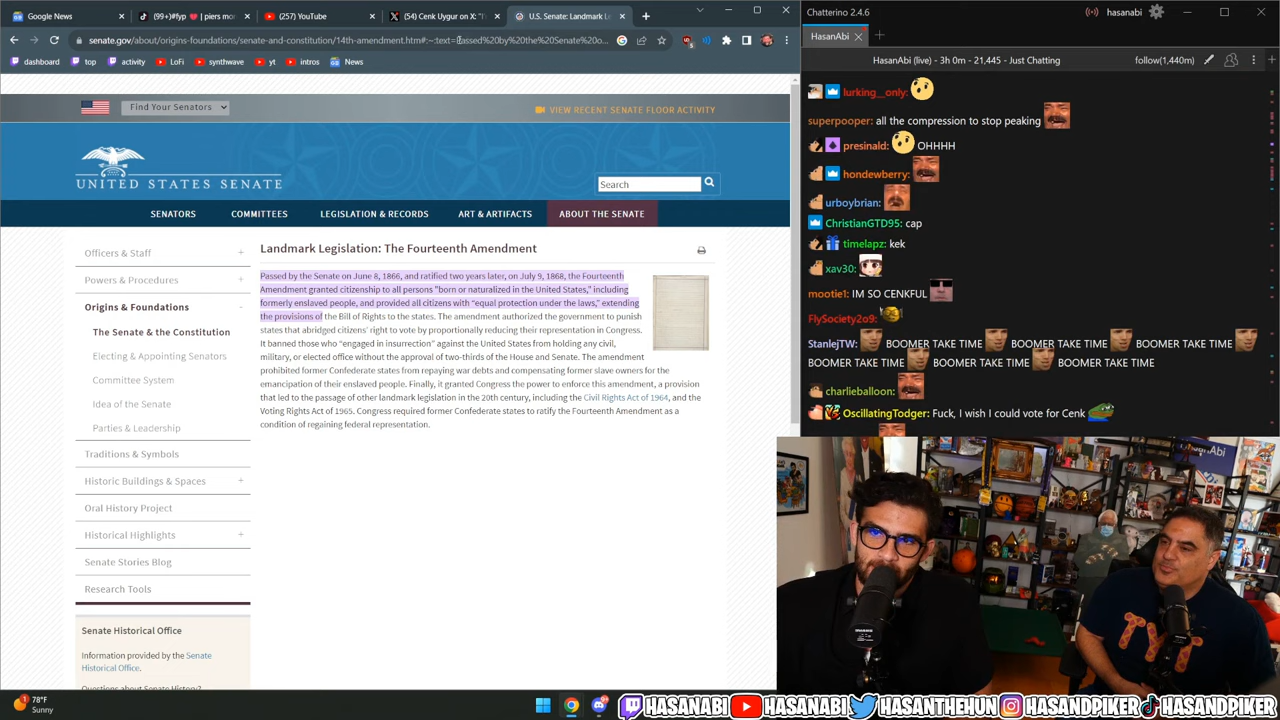 Google News
(99+)#fyp ❤️ | piers mor
(257) YouTube
(54) Cenk Uygur on X: "I'
U.S. Senate: Landmark Le
senate.gov/about/origins-foundations/senate-and-constitution/14th-amendment.htm#:~:text=Passed%20by%20the%20Senate%20o...
dashboard
top
activity
LoFi
synthwave
yt
intros
News
Find Your Senators
VIEW RECENT SENATE FLOOR ACTIVITY
UNITED STATES SENATE
Search
SENATORS
COMMITTEES
LEGISLATION & RECORDS
ART & ARTIFACTS
ABOUT THE SENATE
Officers & Staff
Powers & Procedures
Origins & Foundations
The Senate & the Constitution
Electing & Appointing Senators
Committee System
Idea of the Senate
Parties & Leadership
Traditions & Symbols
Historic Buildings & Spaces
Oral History Project
Historical Highlights
Senate Stories Blog
Research Tools
Senate Historical Office
Information provided by the Senate
Historical Office.
Questions about Senate History?
Landmark Legislation: The Fourteenth Amendment
Passed by the Senate on June 8, 1866, and ratified two years later, on July 9, 1868, the Fourteenth
Amendment granted citizenship to all persons "born or naturalized in the United States," including
formerly enslaved people, and provided all citizens with “equal protection under the laws,” extending
the provisions of the Bill of Rights to the states. The amendment authorized the government to punish
states that abridged citizens' right to vote by proportionally reducing their representation in Congress.
It banned those who “engaged in insurrection” against the United States from holding any civil,
military, or elected office without the approval of two-thirds of the House and Senate. The amendment
prohibited former Confederate states from repaying war debts and compensating former slave owners for the
emancipation of their enslaved people. Finally, it granted Congress the power to enforce this amendment, a provision
that led to the passage of other landmark legislation in the 20th century, including the Civil Rights Act of 1964, and the
Voting Rights Act of 1965. Congress required former Confederate states to ratify the Fourteenth Amendment as a
condition of regaining federal representation.
Chatterino 2.4.6
hasanabi
HasanAbi
HasanAbi (live) - 3h 0m - 21,445 - Just Chatting
follow(1,440m)
lurking__only:
superpooper: all the compression to stop peaking
presinald: OHHHH
hondewberry:
urboybrian:
ChristianGTD95: cap
timelapz: kek
xav30:
mootie1: IM SO CENKFUL
FlySociety2o9:
StanlejTW: BOOMER TAKE TIME BOOMER TAKE TIME BOOMER TAKE TIME
BOOMER TAKE TIME BOOMER TAKE TIME BOOMER TAKE TIME
charlieballoon:
OscillatingTodger: Fuck, I wish I could vote for Cenk
78°F
Sunny
HASANABI
HASANABI
HASANTHEHUN
HASANDPIKER
HASANDPIKER